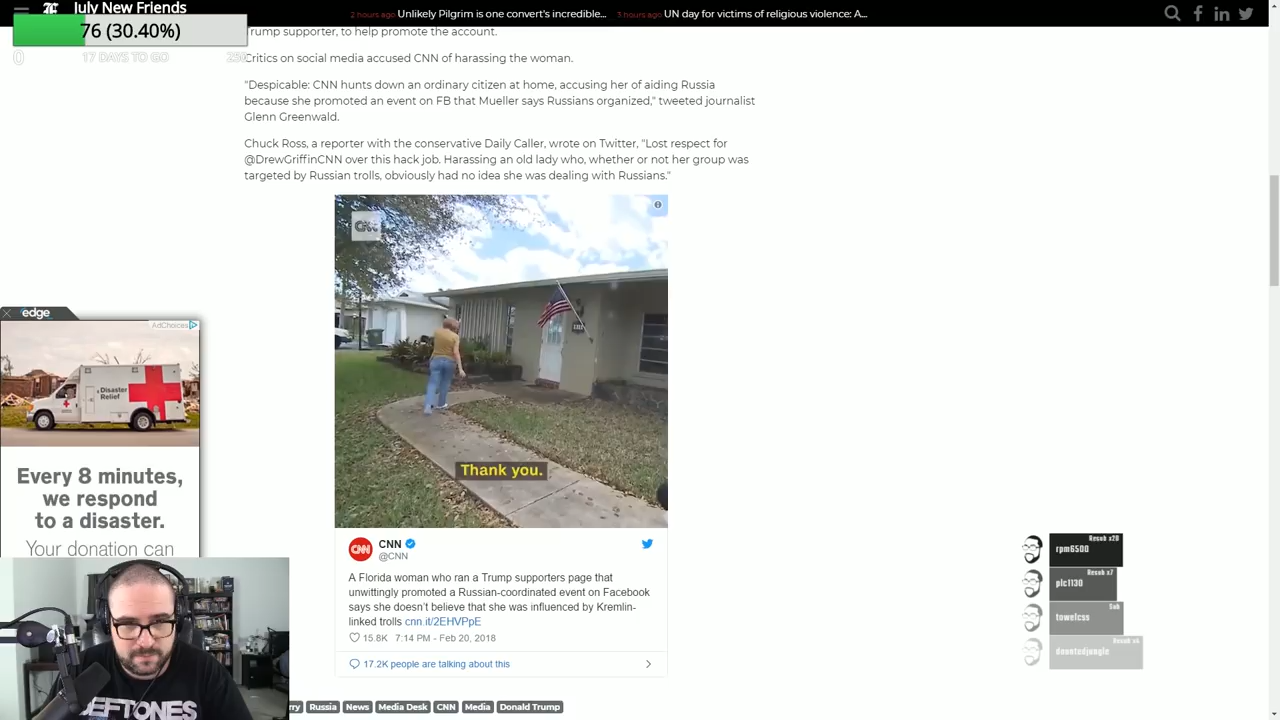 July New Friends
76 (30.40%)
0
17 DAYS TO GO
250
2 hours ago Unlikely Pilgrim is one convert's incredible...
3 hours ago UN day for victims of religious violence: A...
Trump supporter, to help promote the account.
Critics on social media accused CNN of harassing the woman.
"Despicable: CNN hunts down an ordinary citizen at home, accusing her of aiding Russia
because she promoted an event on FB that Mueller says Russians organized," tweeted journalist
Glenn Greenwald.
Chuck Ross, a reporter with the conservative Daily Caller, wrote on Twitter, "Lost respect for
@DrewGriffinCNN over this hack job. Harassing an old lady who, whether or not her group was
targeted by Russian trolls, obviously had no idea she was dealing with Russians."
CNN
Thank you.
CNN
CNN
@CNN
A Florida woman who ran a Trump supporters page that
unwittingly promoted a Russian-coordinated event on Facebook
says she doesn't believe that she was influenced by Kremlin-
linked trolls cnn.it/2EHVPpE
15.8K 7:14 PM - Feb 20, 2018
17.2K people are talking about this
Russia News Media Desk CNN Media Donald Trump
edge
AdChoices
Disaster
Relief
Every 8 minutes,
we respond
to a disaster.
Your donation can
DEFTONES
Resub x20
rpm6500
Resub x7
plc1130
Sub
towelcss